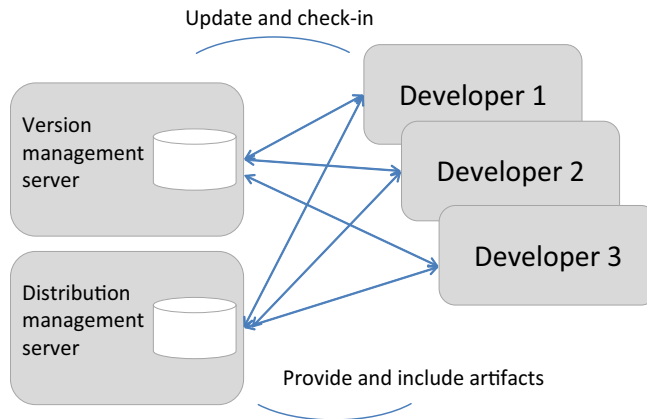 Update and check-in
Developer 1
Version
management
server
Developer 2
Developer 3
Distribution
management
server
Provide and include artifacts